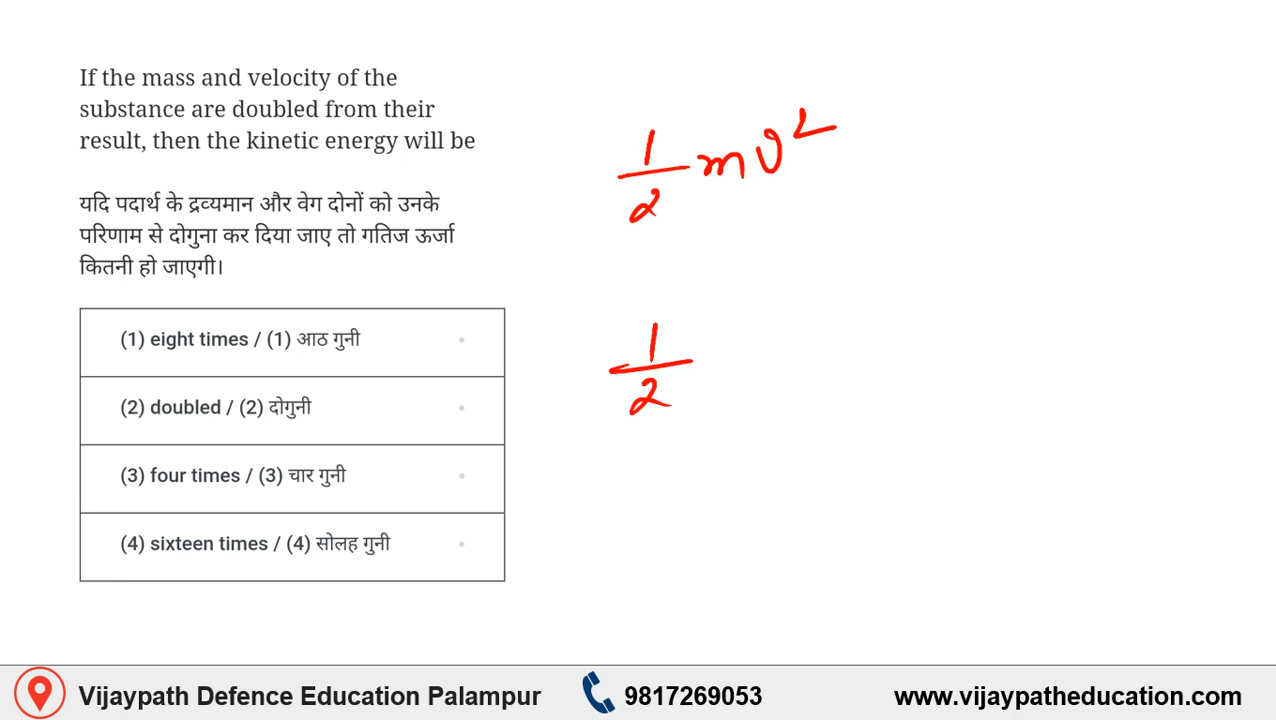 If the mass and velocity of the
substance are doubled from their
result, then the kinetic energy will be
यदि पदार्थ के द्रव्यमान और वेग दोनों को उनके
परिणाम से दोगुना कर दिया जाए तो गतिज ऊर्जा
कितनी हो जाएगी।
(1) eight times / (1) आठ गुनी
(2) doubled / (2) दोगुनी
(3) four times / (3) चार गुनी
(4) sixteen times / (4) सोलह गुनी
1/2 mv²
1/2
Vijaypath Defence Education Palampur 9817269053 www.vijaypatheducation.com